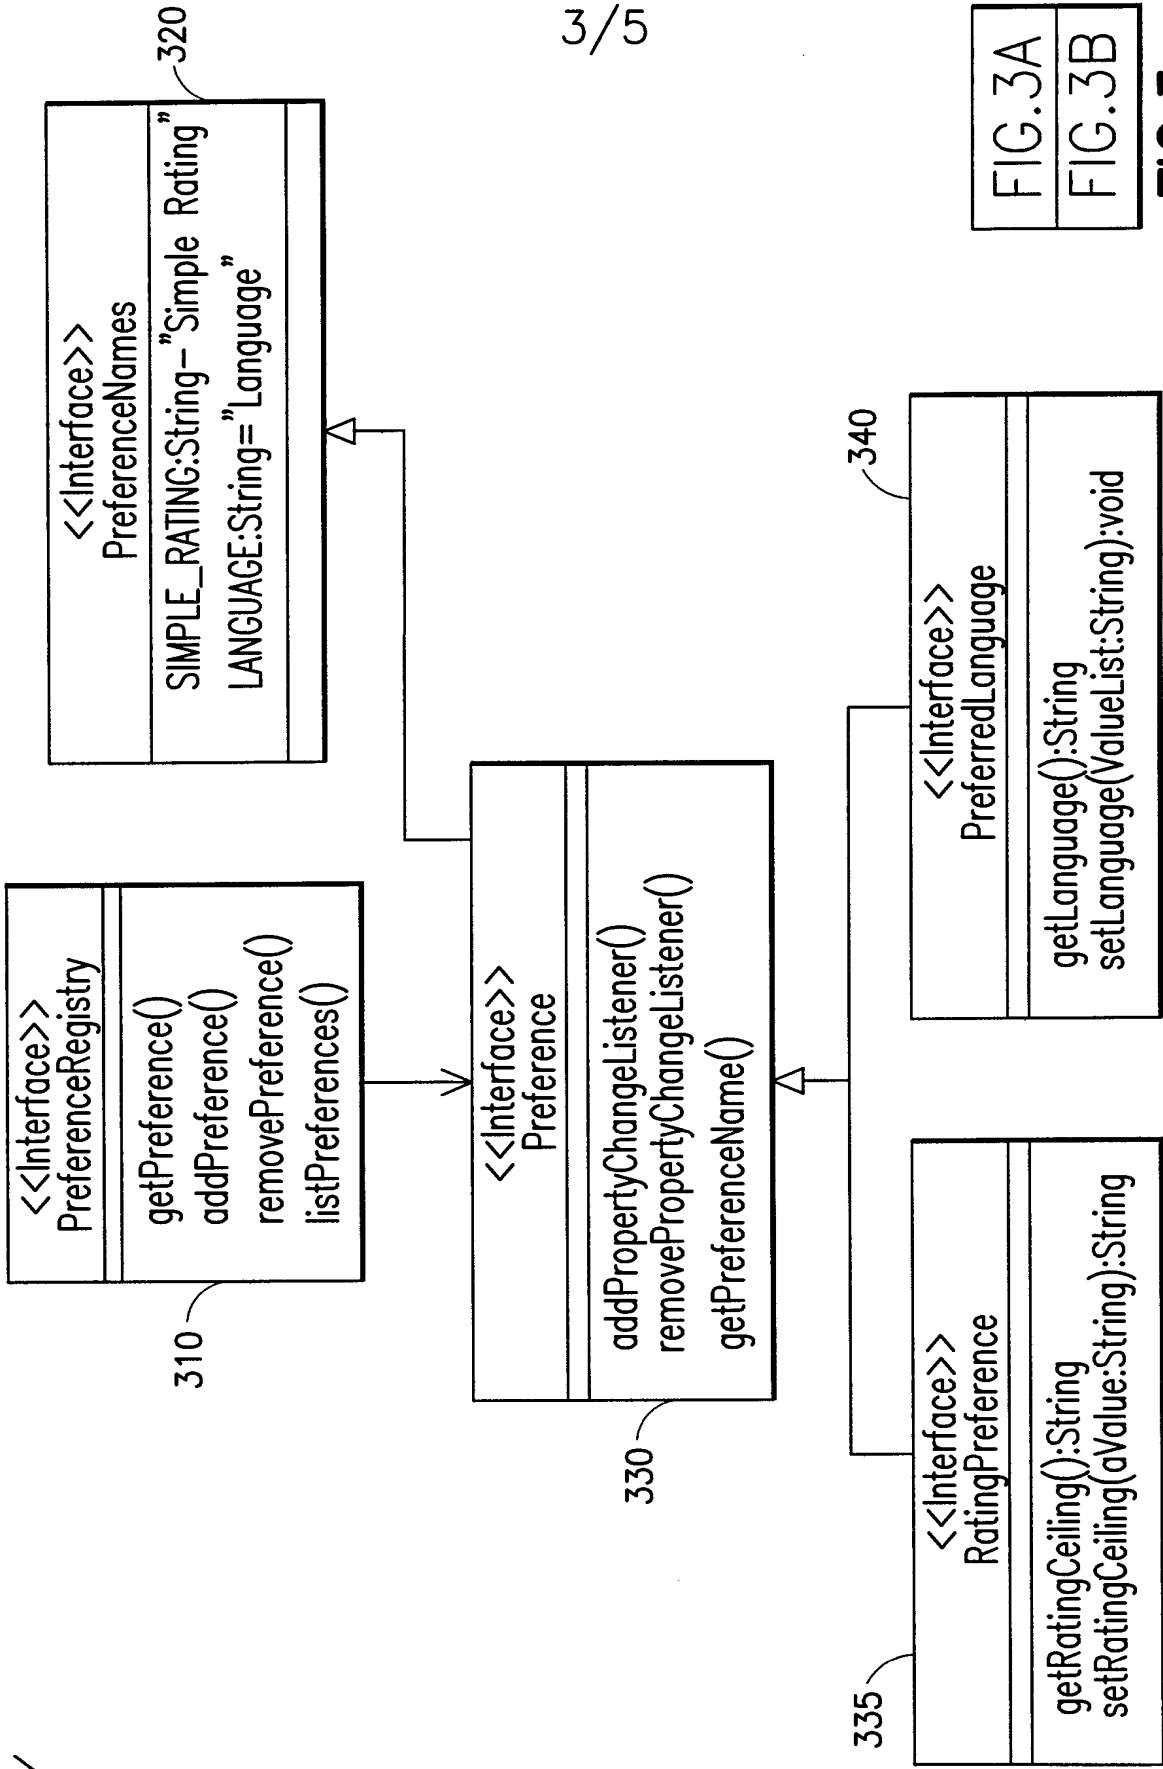 3/5
<<Interface>>
PreferenceRegistry
getPreference()
addPreference()
removePreference()
listPreferences()
310
<<Interface>>
PreferenceNames
SIMPLE_RATING:String-"Simple Rating"
LANGUAGE:String="Language"
320
<<Interface>>
Preference
addPropertyChangeListener()
removePropertyChangeListener()
getPreferenceName()
330
<<Interface>>
RatingPreference
getRatingCeiling():String
setRatingCeiling(aValue:String):String
335
<<Interface>>
PreferredLanguage
getLanguage():String
setLanguage(ValueList:String):void
340
FIG.3A
FIG.3B